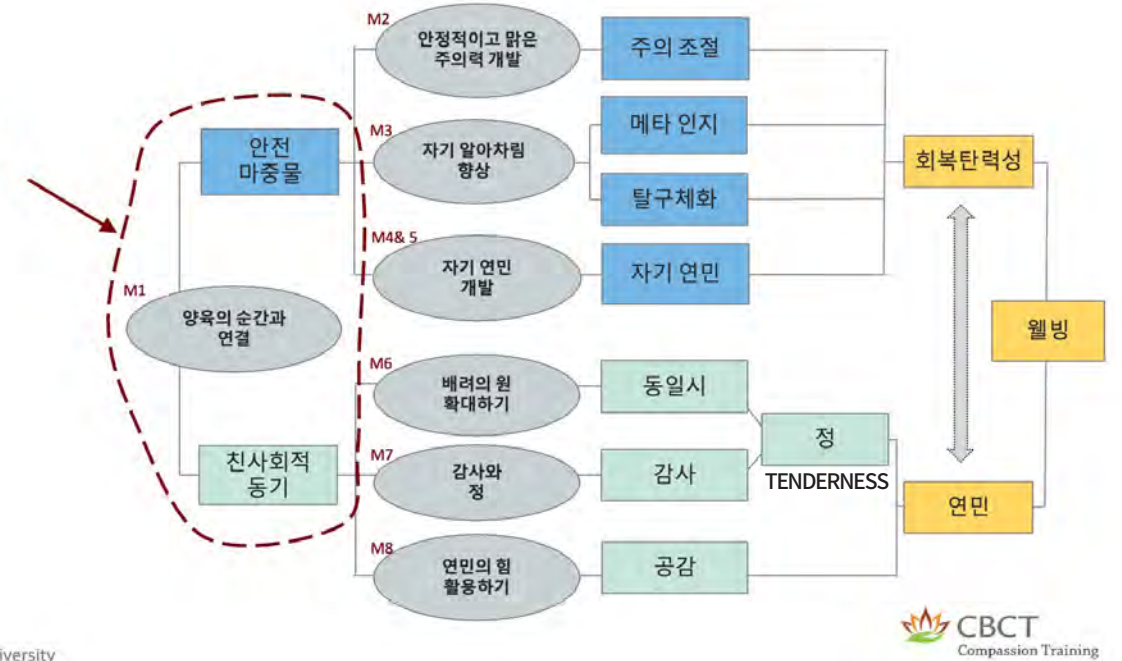 M2
안정적이고 맑은
주의력 개발
주의 조절
M3
자기 알아차림
향상
메타 인지
탈구체화
안전
마중물
M4& 5
자기 연민
개발
자기 연민
회복탄력성
M1
양육의 순간과
연결
웰빙
M6
배려의 원
확대하기
동일시
친사회적
동기
M7
감사와
정
감사
정
TENDERNESS
연민
M8
연민의 힘
활용하기
공감
CBCT
Compassion Training
iversity